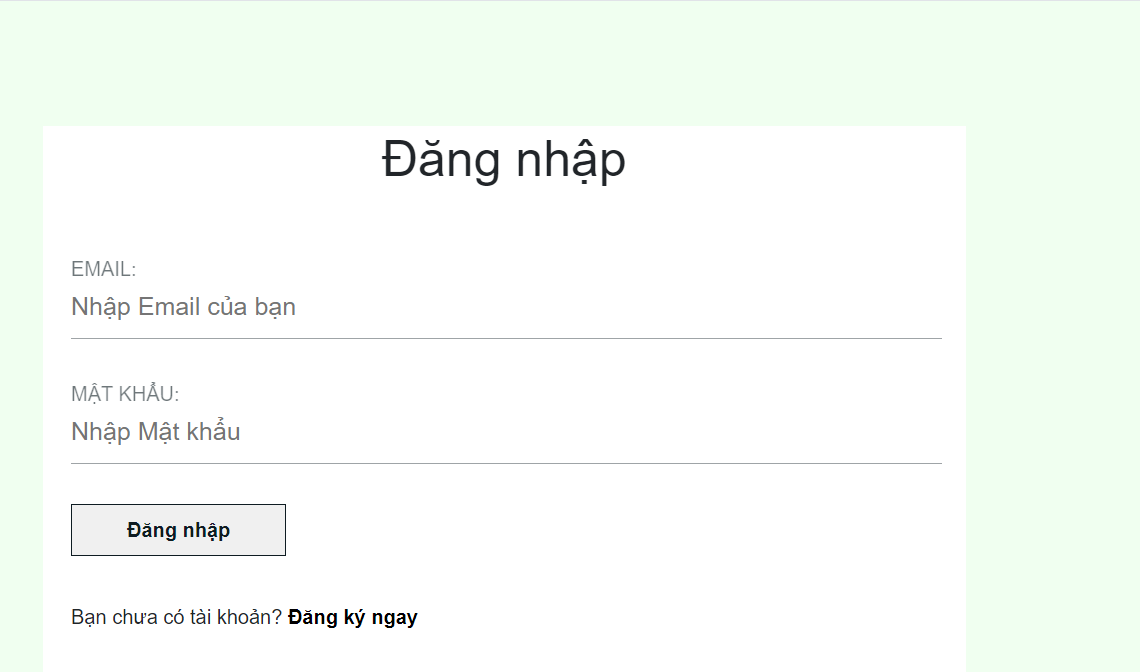 Đăng nhập
EMAIL:
Nhập Email của bạn
MẬT KHẨU:
Nhập Mật khẩu
Đăng nhập
Bạn chưa có tài khoản? Đăng ký ngay